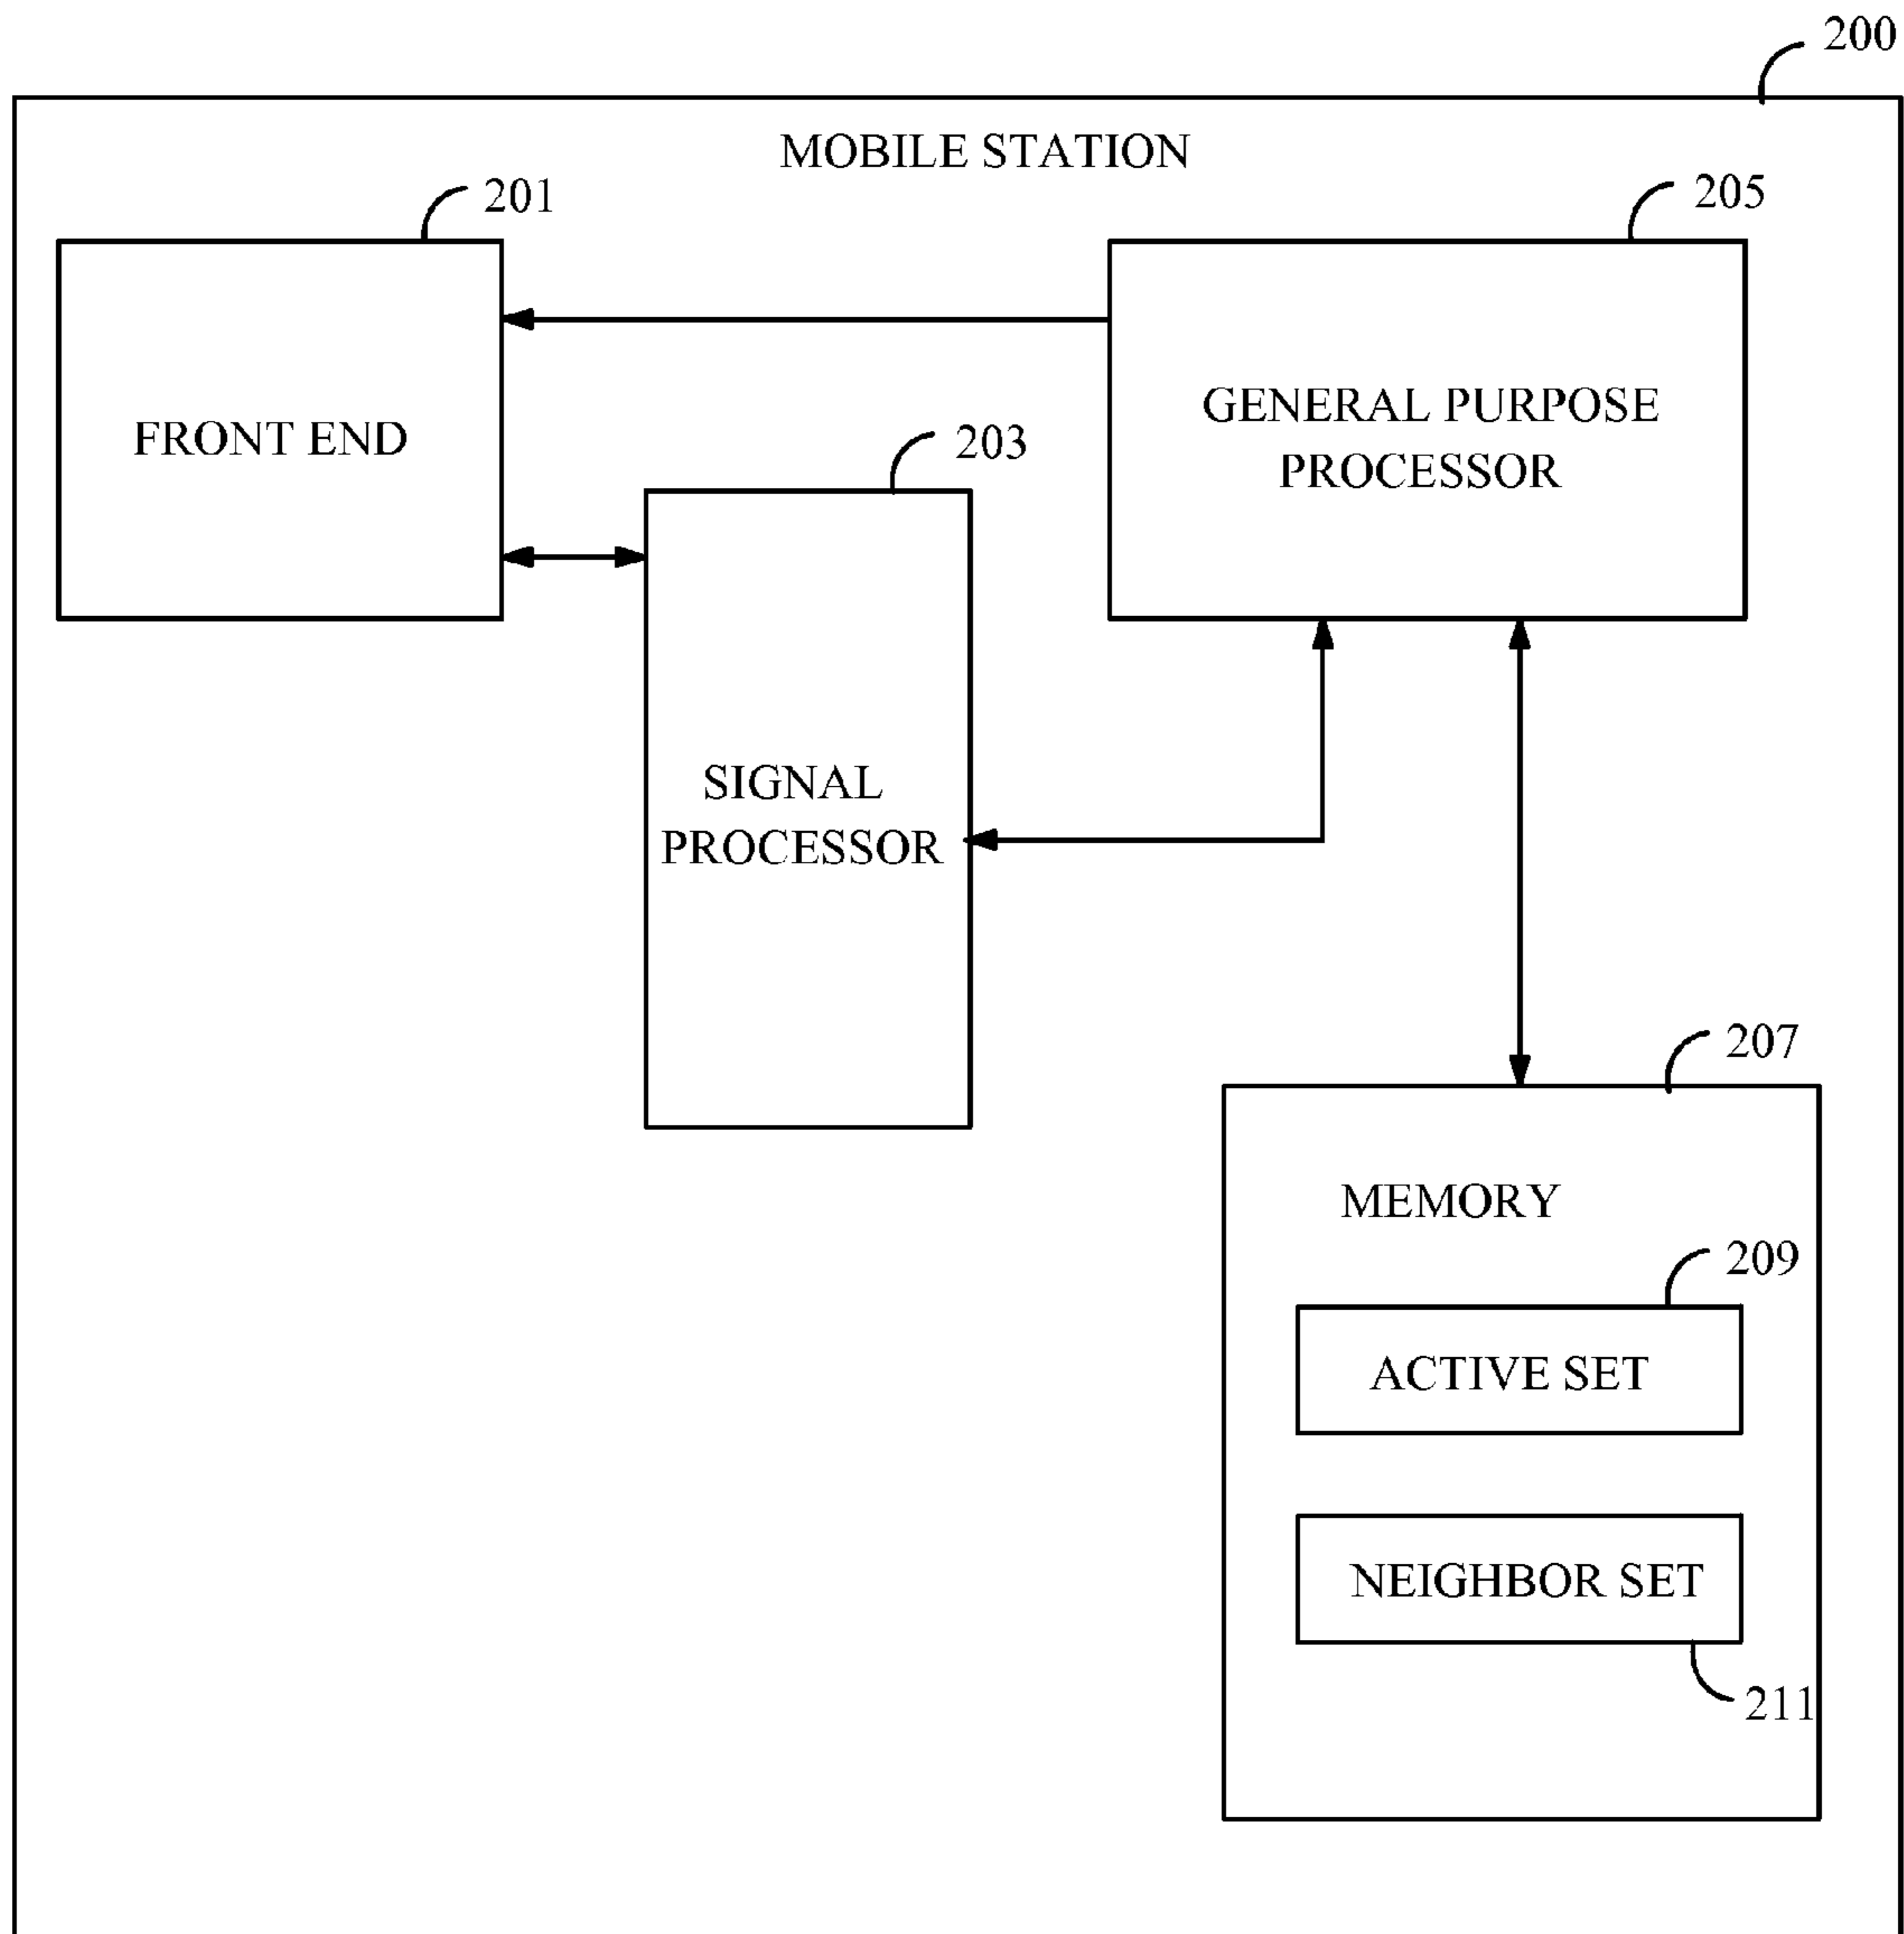 200
MOBILE STATION
201
205
FRONT END
GENERAL PURPOSE
PROCESSOR
203
SIGNAL
PROCESSOR
207
MEMORY
209
ACTIVE SET
NEIGHBOR SET
211